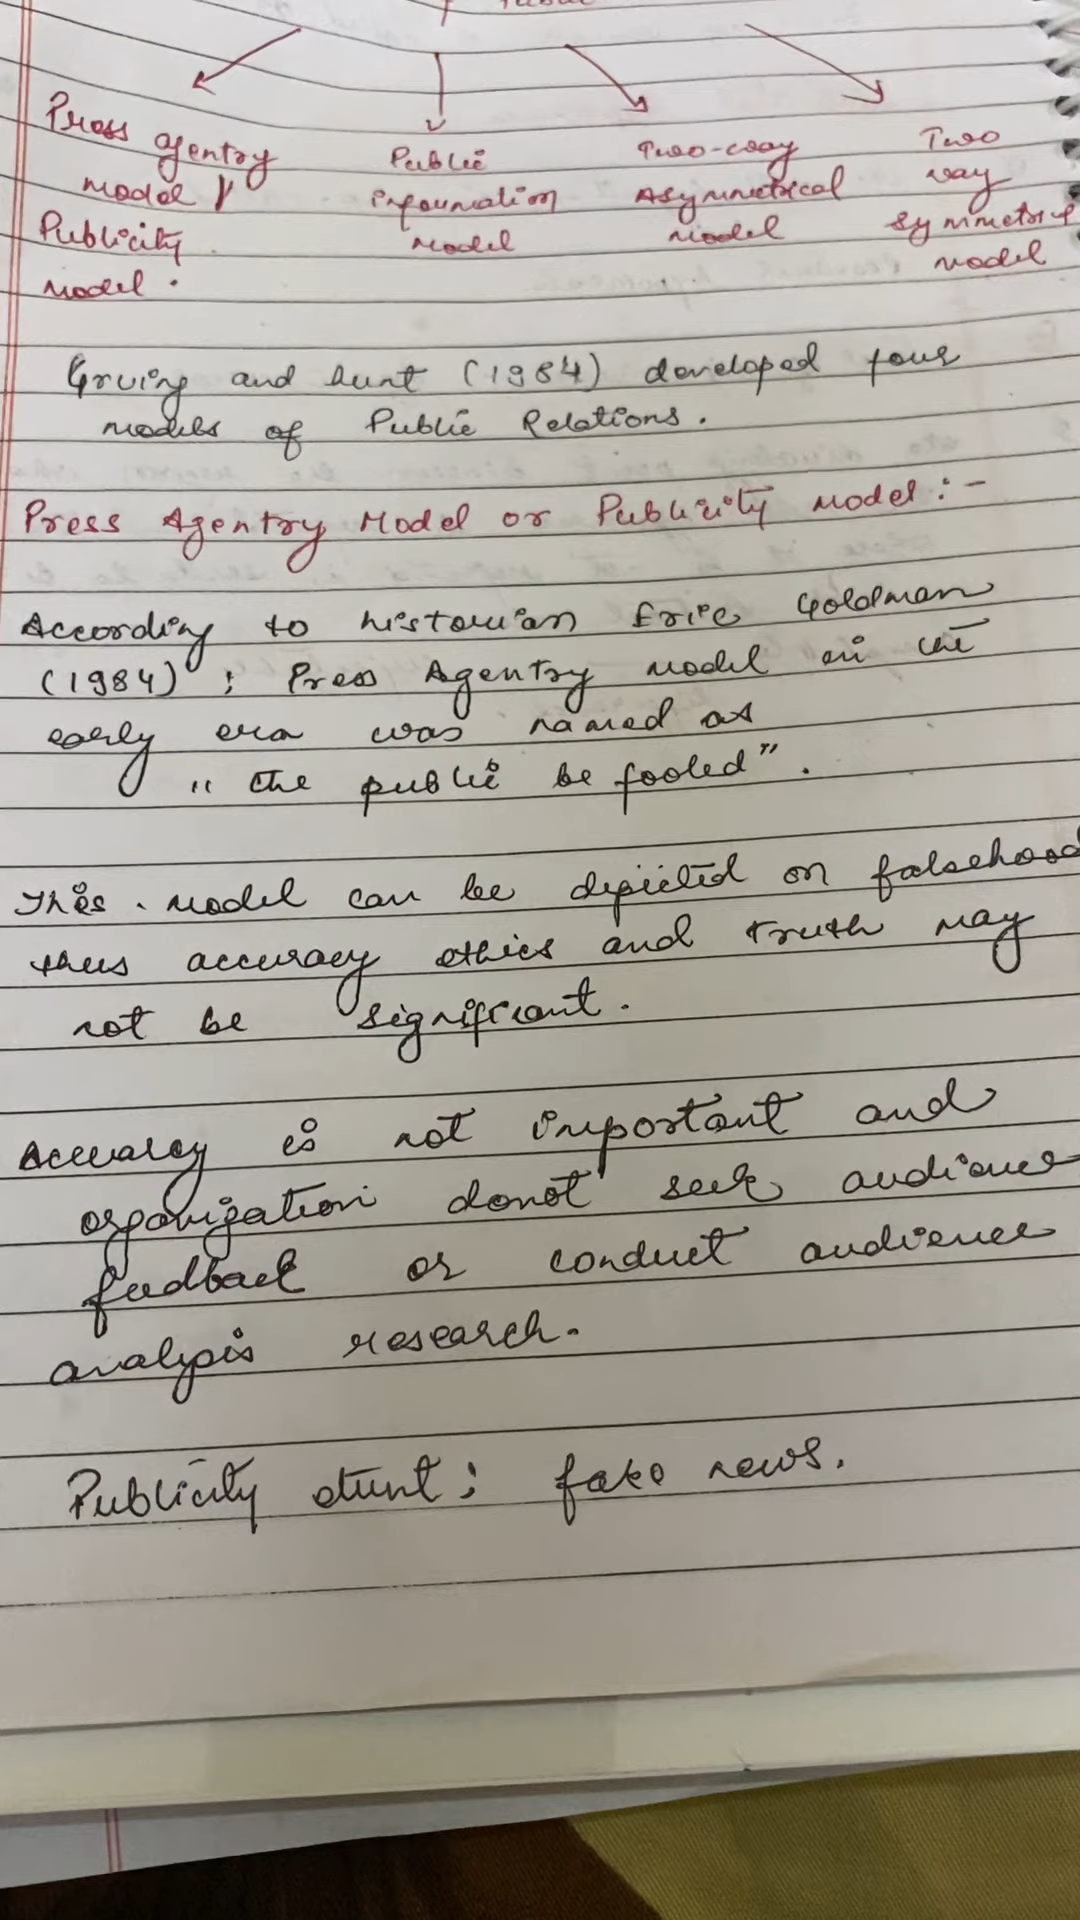 Press agentry
model /
Publicity
model.
Public
information
model
Two-way
Asymmetrical
model
Two
way
symmetrical
model
Gruing and hunt (1984) developed four
models of Public Relations.
Press Agentry Model or Publicity model :-
According to historian Eric Goldman
(1984) ; Press Agentry model in the
early era was named as
" the public be fooled".
This. model can be depicted on falsehood
thus accuracy ethics and truth may
not be significant.
Accuracy is not important and
organization donot seek audience
feedback or conduct audience
analysis research.
Publicity stunt : fake news.